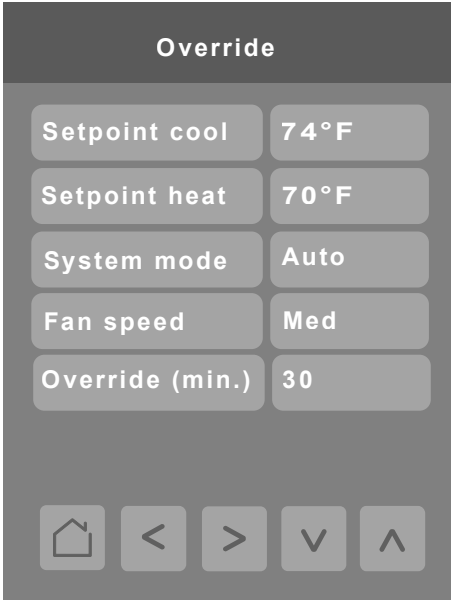 Override
Setpoint cool 74°F
Setpoint heat 70°F
System mode Auto
Fan speed Med
Override (min.) 30